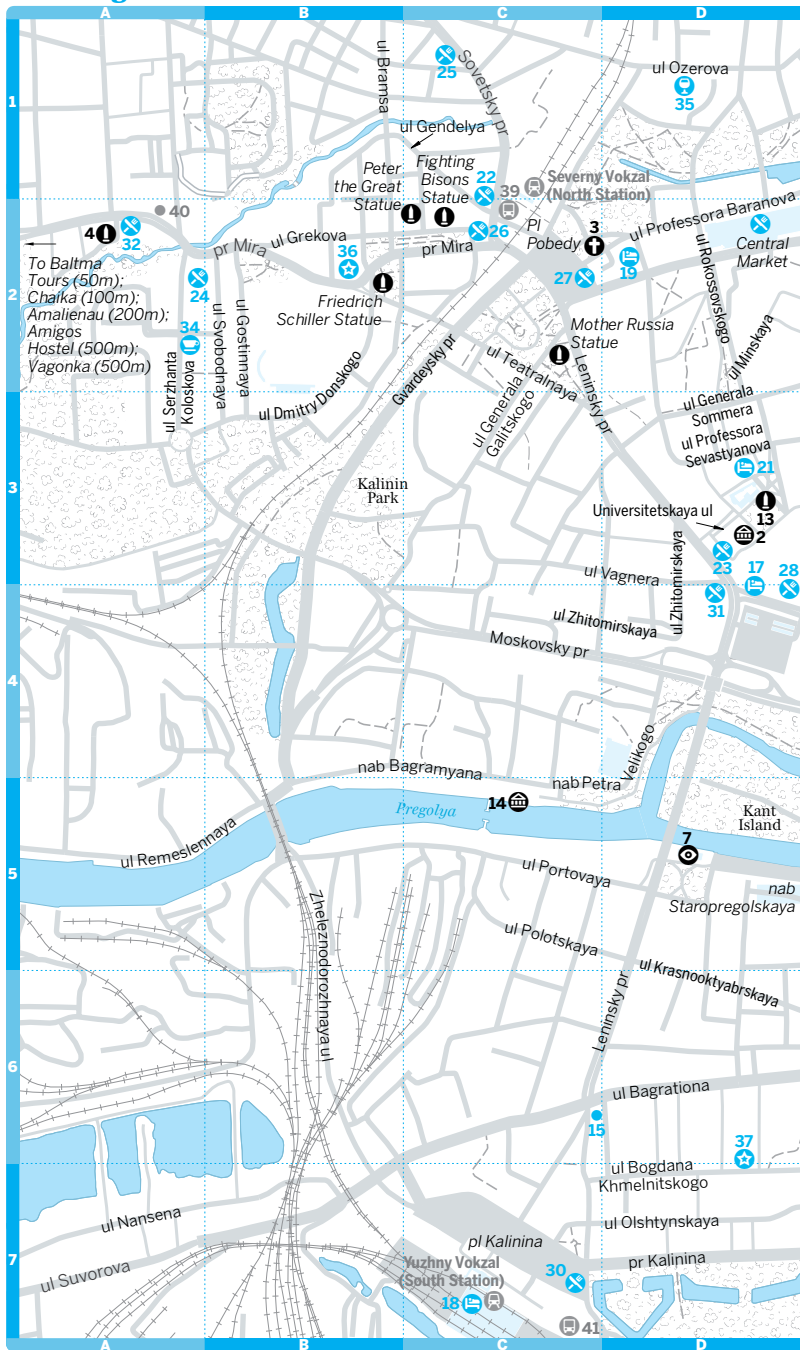 A
B
C
D
1
2
3
4
5
6
7
25
Sovetsky pr
ul Ozerova
35
ul Bramsa
ul Gendelya
Peter
the Great
Statue
Fighting
Bisons
Statue
22
39
Severny Vokzal
(North Station)
40
4
32
To Baltma
Tours (50m);
Chaika (100m);
Amalienau (200m);
Amigos
Hostel (500m);
Vagonka (500m)
pr Mira
ul Grekova
36
pr Mira
26
Pl
Pobedy
3
ul Professora Baranova
19
Central
Market
27
24
34
ul Serzhanta
Koloskova
ul Svobodnaya
ul Gostinnaya
Friedrich
Schiller Statue
ul Dmitry Donskogo
Gvardeysky pr
Mother Russia
Statue
ul Teatralnaya
ul Generala
Galitskogo
Leninsky pr
ul Rokossovskogo
ul Minskaya
ul Generala
Sommera
ul Professora
Sevastyanova
21
Kalinin
Park
Universitetskaya ul
13
2
23
17
28
31
ul Vagnera
ul Zhitomirskaya
ul Zhitomirskaya
Moskovsky pr
nab Bagramyana
nab Petra
Velikogo
14
Pregolya
Kant
Island
7
ul Remeslennaya
ul Portovaya
nab
Staropregolskaya
Zheleznodorozhnaya ul
ul Polotskaya
Leninsky pr
ul Krasnooktyabrskaya
ul Bagrationa
15
37
ul Bogdana
Khmelnitskogo
ul Nansena
ul Olshtynskaya
pl Kalinina
pr Kalinina
ul Suvorova
Yuzhny Vokzal
(South Station)
30
18
41
A
B
C
D